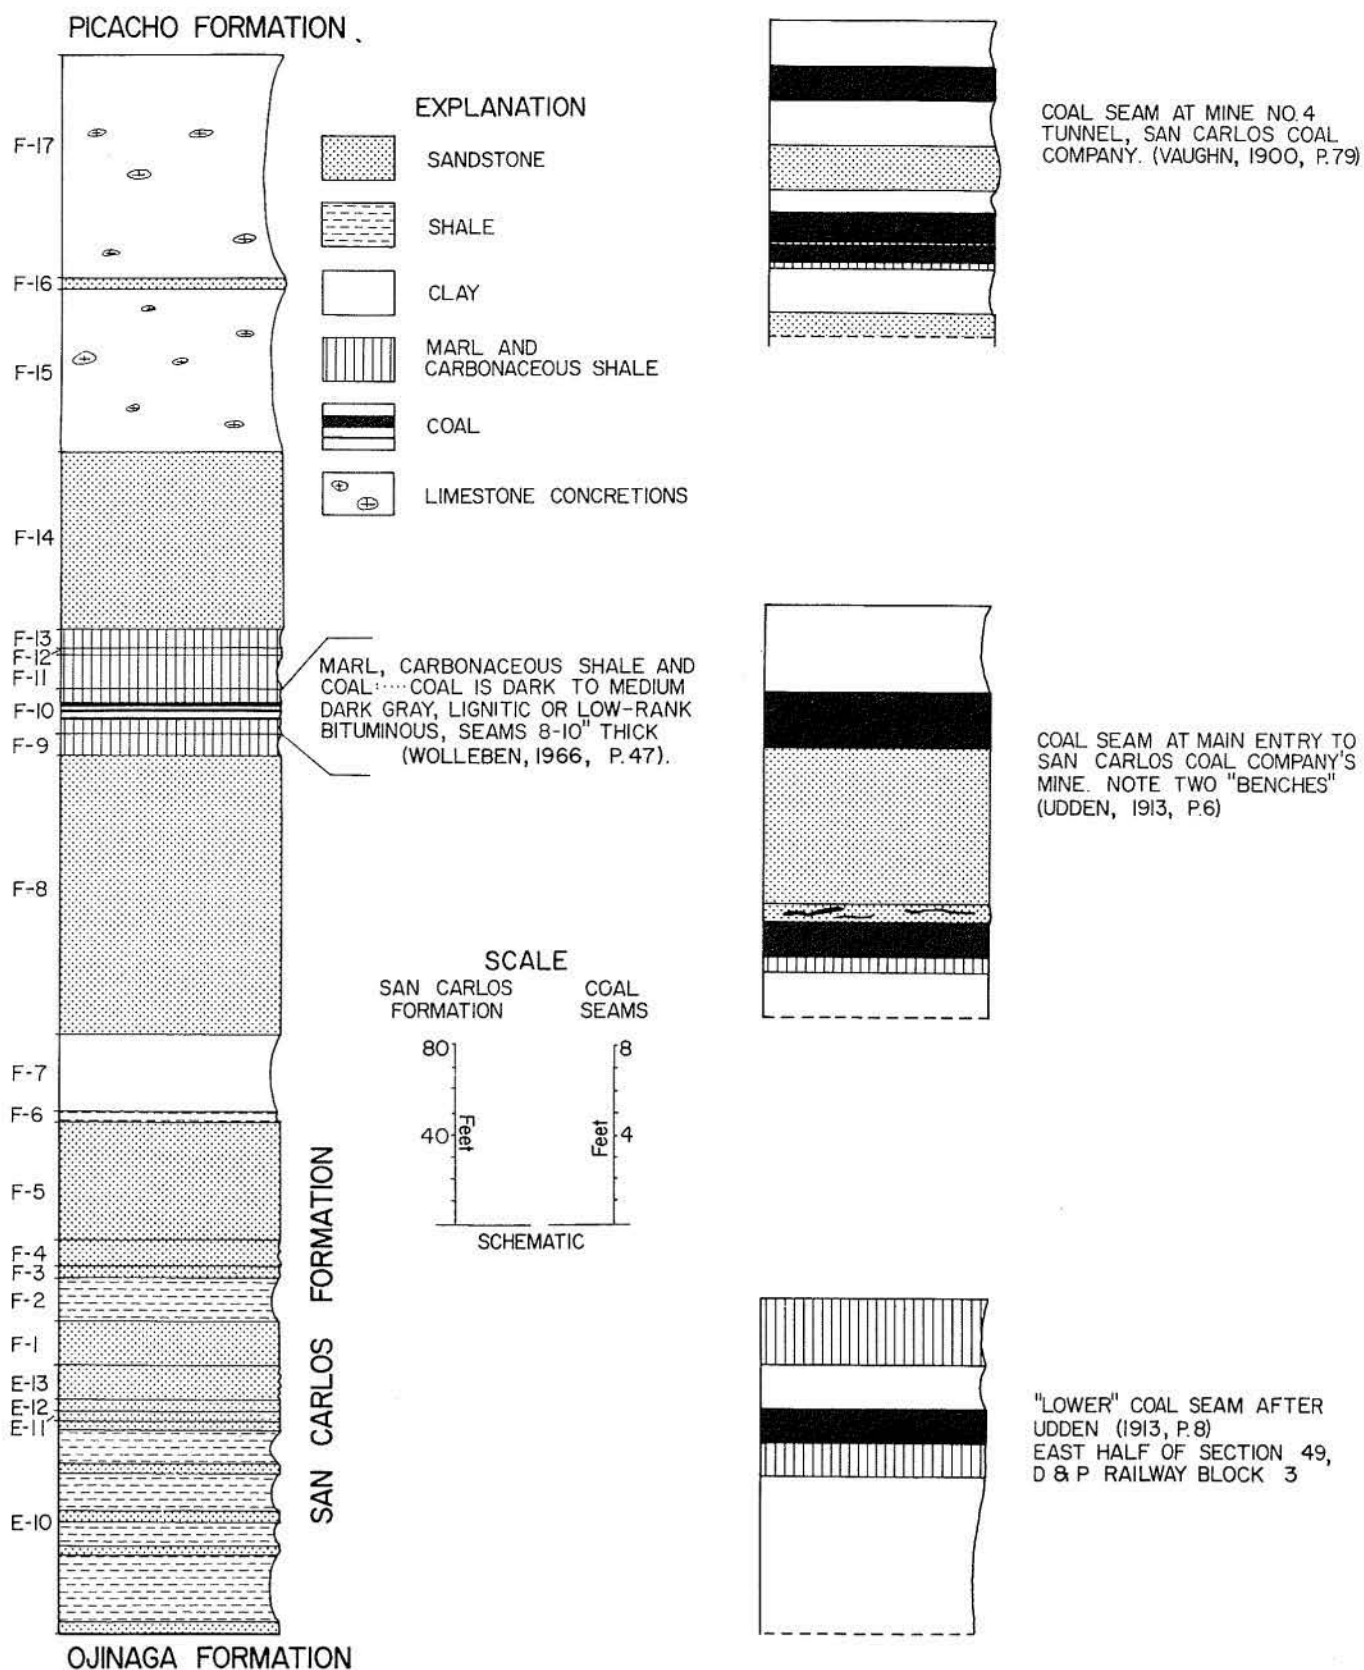 PICACHO FORMATION
F-17
F-16
F-15
F-14
F-13
F-12
F-11
F-10
F-9
F-8
F-7
F-6
F-5
F-4
F-3
F-2
F-1
E-13
E-12
E-11
E-10
OJINAGA FORMATION
SAN CARLOS FORMATION
EXPLANATION
SANDSTONE
SHALE
CLAY
MARL AND
CARBONACEOUS SHALE
COAL
LIMESTONE CONCRETIONS
MARL, CARBONACEOUS SHALE AND
COAL:····COAL IS DARK TO MEDIUM
DARK GRAY, LIGNITIC OR LOW-RANK
BITUMINOUS, SEAMS 8-10" THICK
(WOLLEBEN, 1966, P. 47).
SCALE
SAN CARLOS
FORMATION
COAL
SEAMS
80
40
Feet
8
4
Feet
SCHEMATIC
COAL SEAM AT MINE NO. 4
TUNNEL, SAN CARLOS COAL
COMPANY. (VAUGHN, 1900, P.79)
COAL SEAM AT MAIN ENTRY TO
SAN CARLOS COAL COMPANY'S
MINE. NOTE TWO "BENCHES"
(UDDEN, 1913, P.6)
"LOWER" COAL SEAM AFTER
UDDEN (1913, P.8)
EAST HALF OF SECTION 49,
D & P RAILWAY BLOCK 3